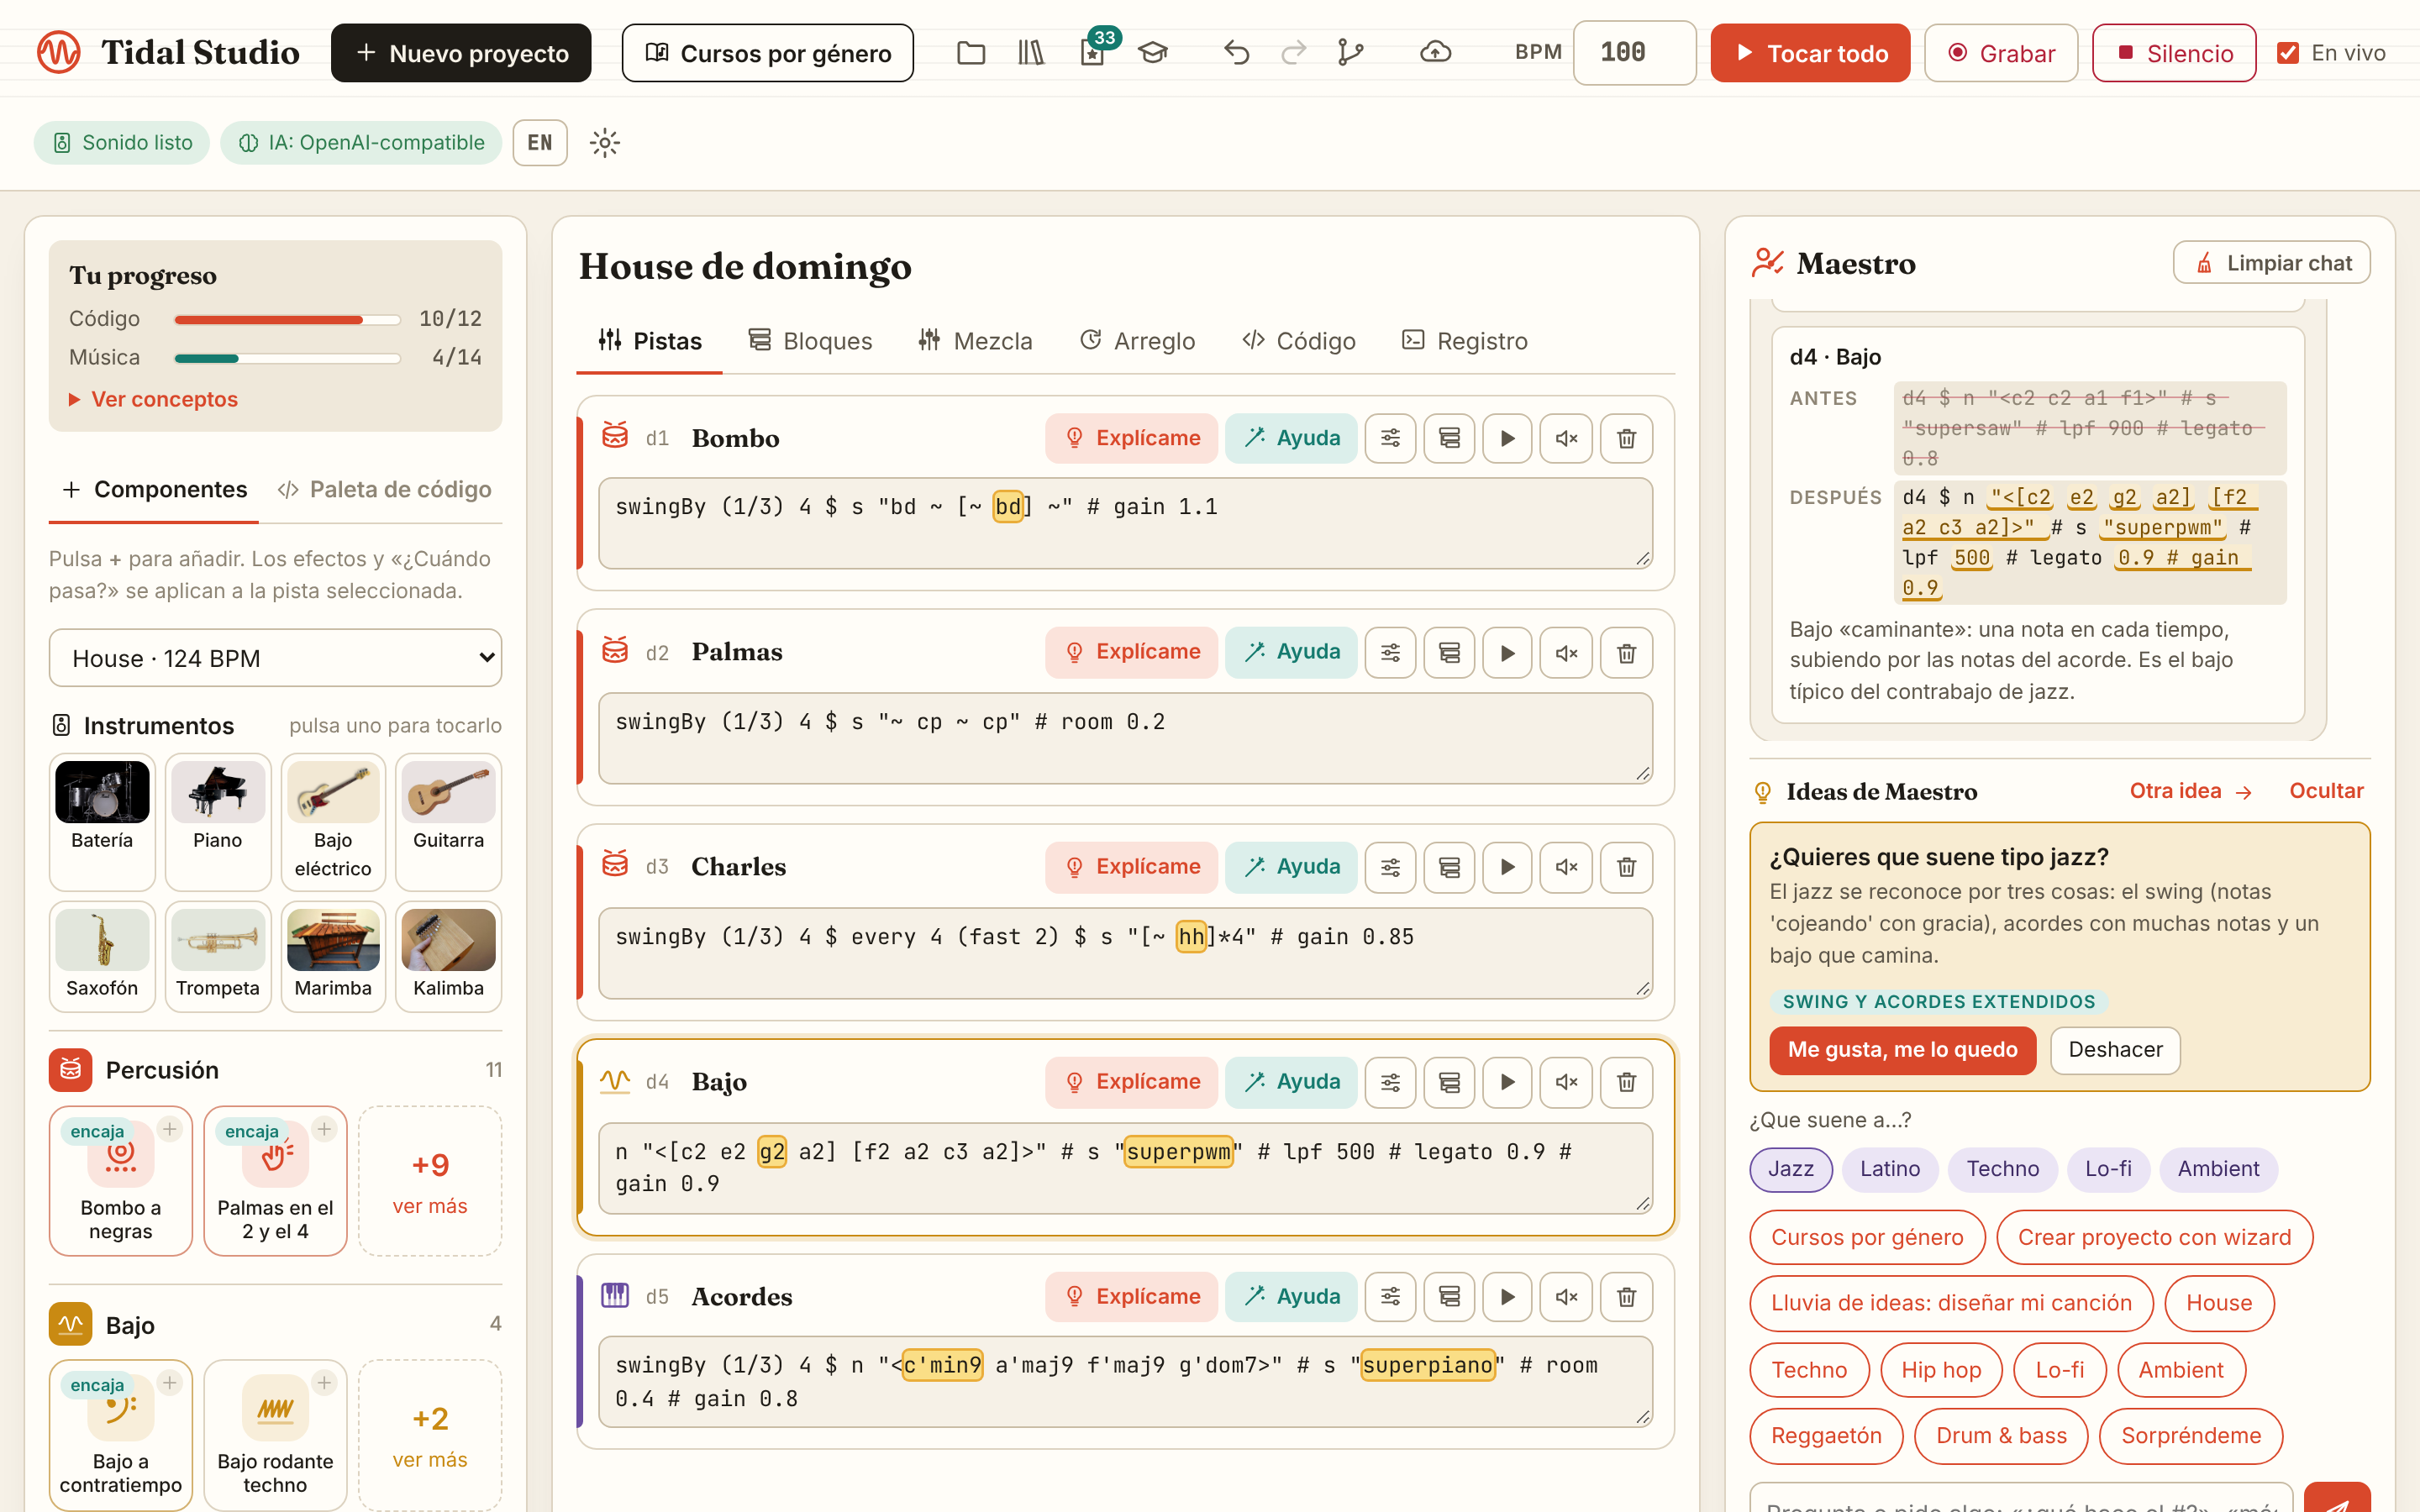 Tidal Studio
Nuevo proyecto
Cursos por género
33
BPM
100
Tocar todo
Grabar
Silencio
En vivo
Sonido listo
IA: OpenAI-compatible
EN
Tu progreso
Código 10/12
Música 4/14
Ver conceptos
Componentes
Paleta de código
Pulsa + para añadir. Los efectos y «¿Cuándo
pasa?» se aplican a la pista seleccionada.
House · 124 BPM
Instrumentos pulsa uno para tocarlo
Batería
Piano
Bajo
eléctrico
Guitarra
Saxofón
Trompeta
Marimba
Kalimba
Percusión 11
encaja
Bombo a
negras
encaja
Palmas en el
2 y el 4
+9
ver más
Bajo 4
encaja
Bajo a
contratiempo
Bajo rodante
techno
+2
ver más
House de domingo
Pistas
Bloques
Mezcla
Arreglo
Código
Registro
d1 Bombo Explícame Ayuda
swingBy (1/3) 4 $ s "bd ~ [~ bd] ~" # gain 1.1
d2 Palmas Explícame Ayuda
swingBy (1/3) 4 $ s "~ cp ~ cp" # room 0.2
d3 Charles Explícame Ayuda
swingBy (1/3) 4 $ every 4 (fast 2) $ s "[~ hh]*4" # gain 0.85
d4 Bajo Explícame Ayuda
n "<[c2 e2 g2 a2] [f2 a2 c3 a2]>" # s "superpwm" # lpf 500 # legato 0.9 #
gain 0.9
d5 Acordes Explícame Ayuda
swingBy (1/3) 4 $ n "<c'min9 a'maj9 f'maj9 g'dom7>" # s "superpiano" # room
0.4 # gain 0.8
Maestro
Limpiar chat
d4 · Bajo
ANTES
d4 $ n "<c2 c2 a1 f1>" # s
"supersaw" # lpf 900 # legato
0.8
DESPUÉS
d4 $ n "<[c2 e2 g2 a2] [f2
a2 c3 a2]>" # s "superpwm" #
lpf 500 # legato 0.9 # gain
0.9
Bajo «caminante»: una nota en cada tiempo,
subiendo por las notas del acorde. Es el bajo
típico del contrabajo de jazz.
Ideas de Maestro
Otra idea →
Ocultar
¿Quieres que suene tipo jazz?
El jazz se reconoce por tres cosas: el swing (notas
'cojeando' con gracia), acordes con muchas notas y un
bajo que camina.
SWING Y ACORDES EXTENDIDOS
Me gusta, me lo quedo
Deshacer
¿Que suene a...?
Jazz
Latino
Techno
Lo-fi
Ambient
Cursos por género
Crear proyecto con wizard
Lluvia de ideas: diseñar mi canción
House
Techno
Hip hop
Lo-fi
Ambient
Reggaetón
Drum & bass
Sorpréndeme